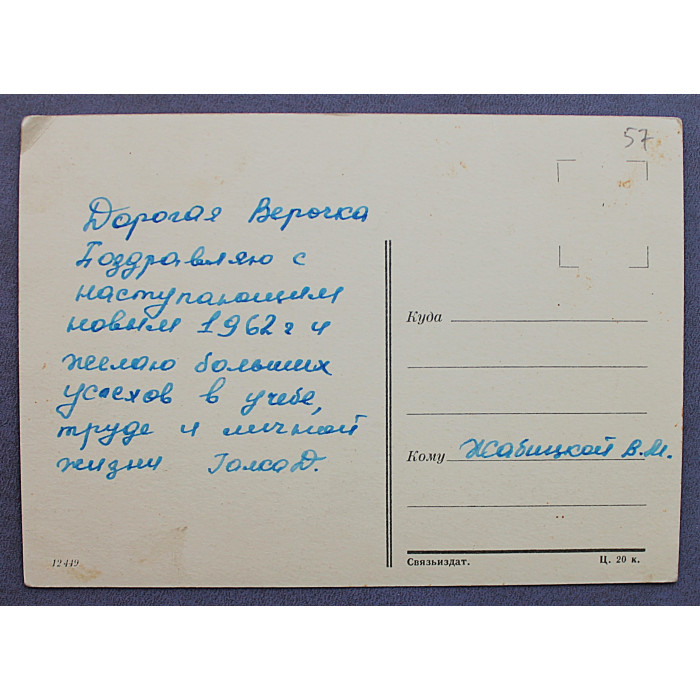 57
Дорогая Верочка
Поздравляю с
наступающим
новым 1962 г и
желаю больших
успехов в учебе,
труде и личной
жизни Галка Д.
Куда
Кому Жабицкой В.М.
12449
Связьиздат. Ц. 20 к.